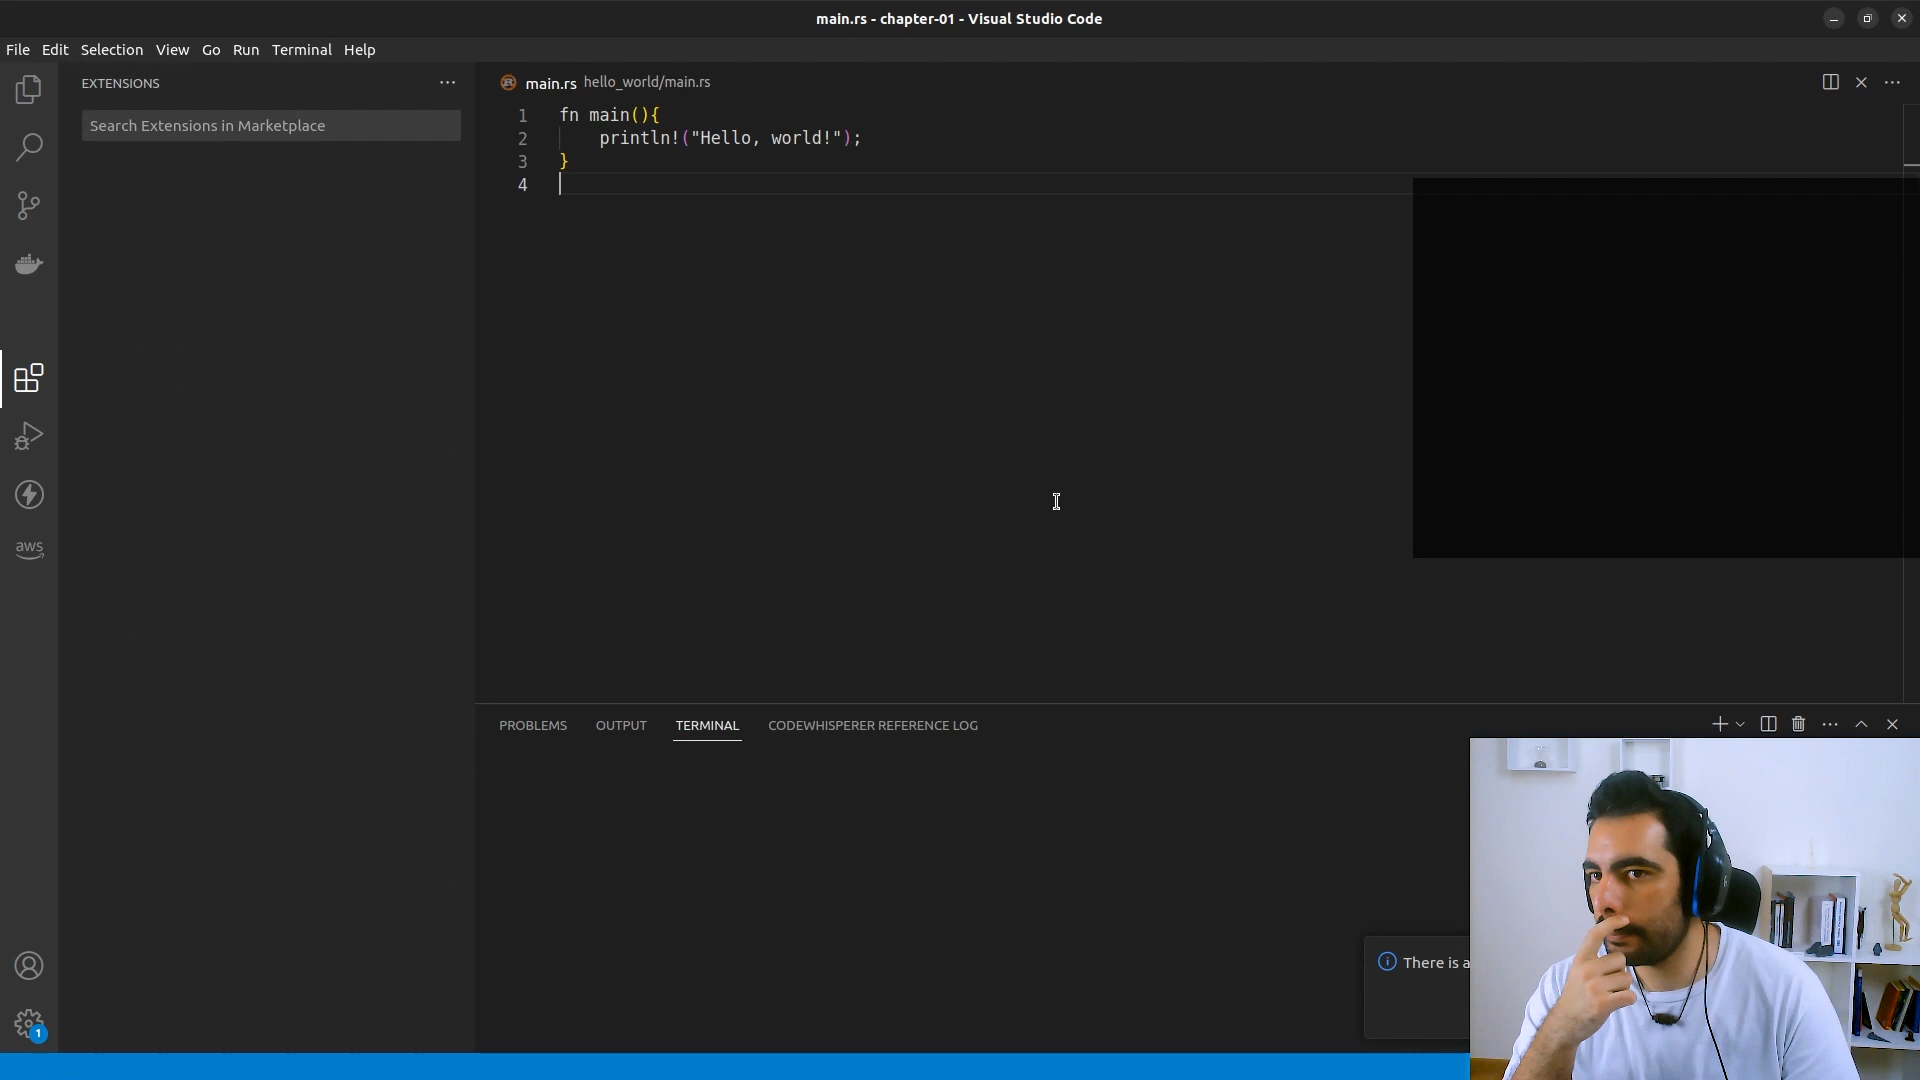 main.rs - chapter-01 - Visual Studio Code
File Edit Selection View Go Run Terminal Help
EXTENSIONS
Search Extensions in Marketplace
main.rs hello_world/main.rs
1 fn main(){
2 println!("Hello, world!");
3 }
4
PROBLEMS OUTPUT TERMINAL CODEWHISPERER REFERENCE LOG
aws
There is a
1